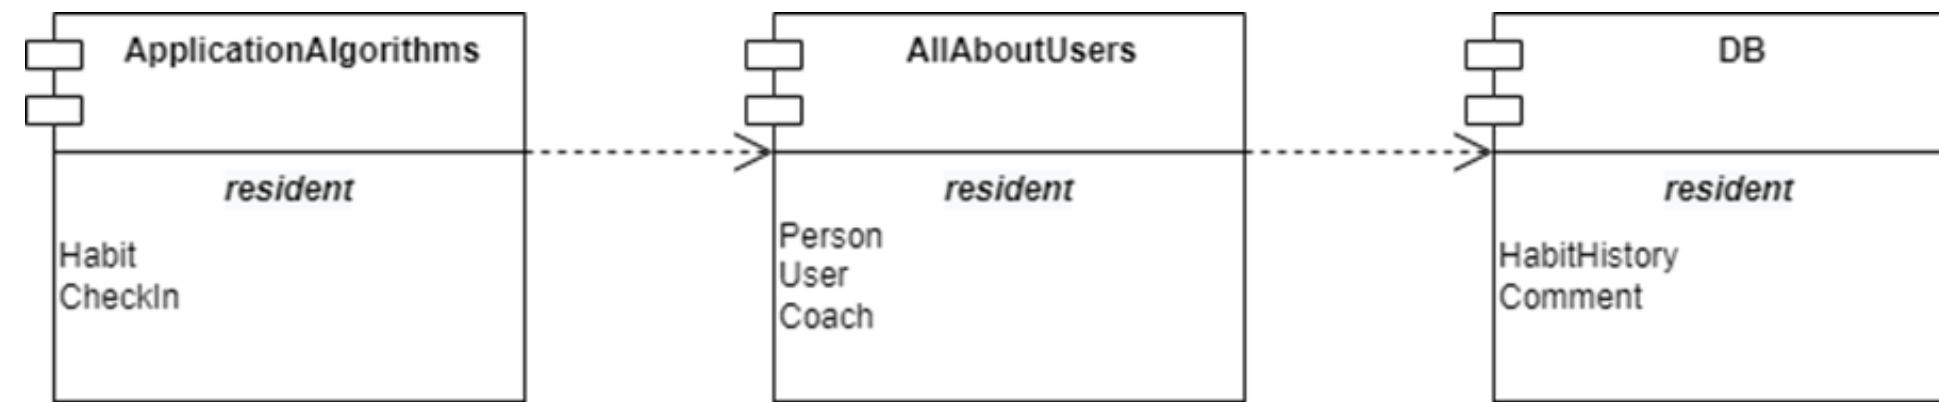 ApplicationAlgorithms
resident
Habit
CheckIn
AllAboutUsers
resident
Person
User
Coach
DB
resident
HabitHistory
Comment